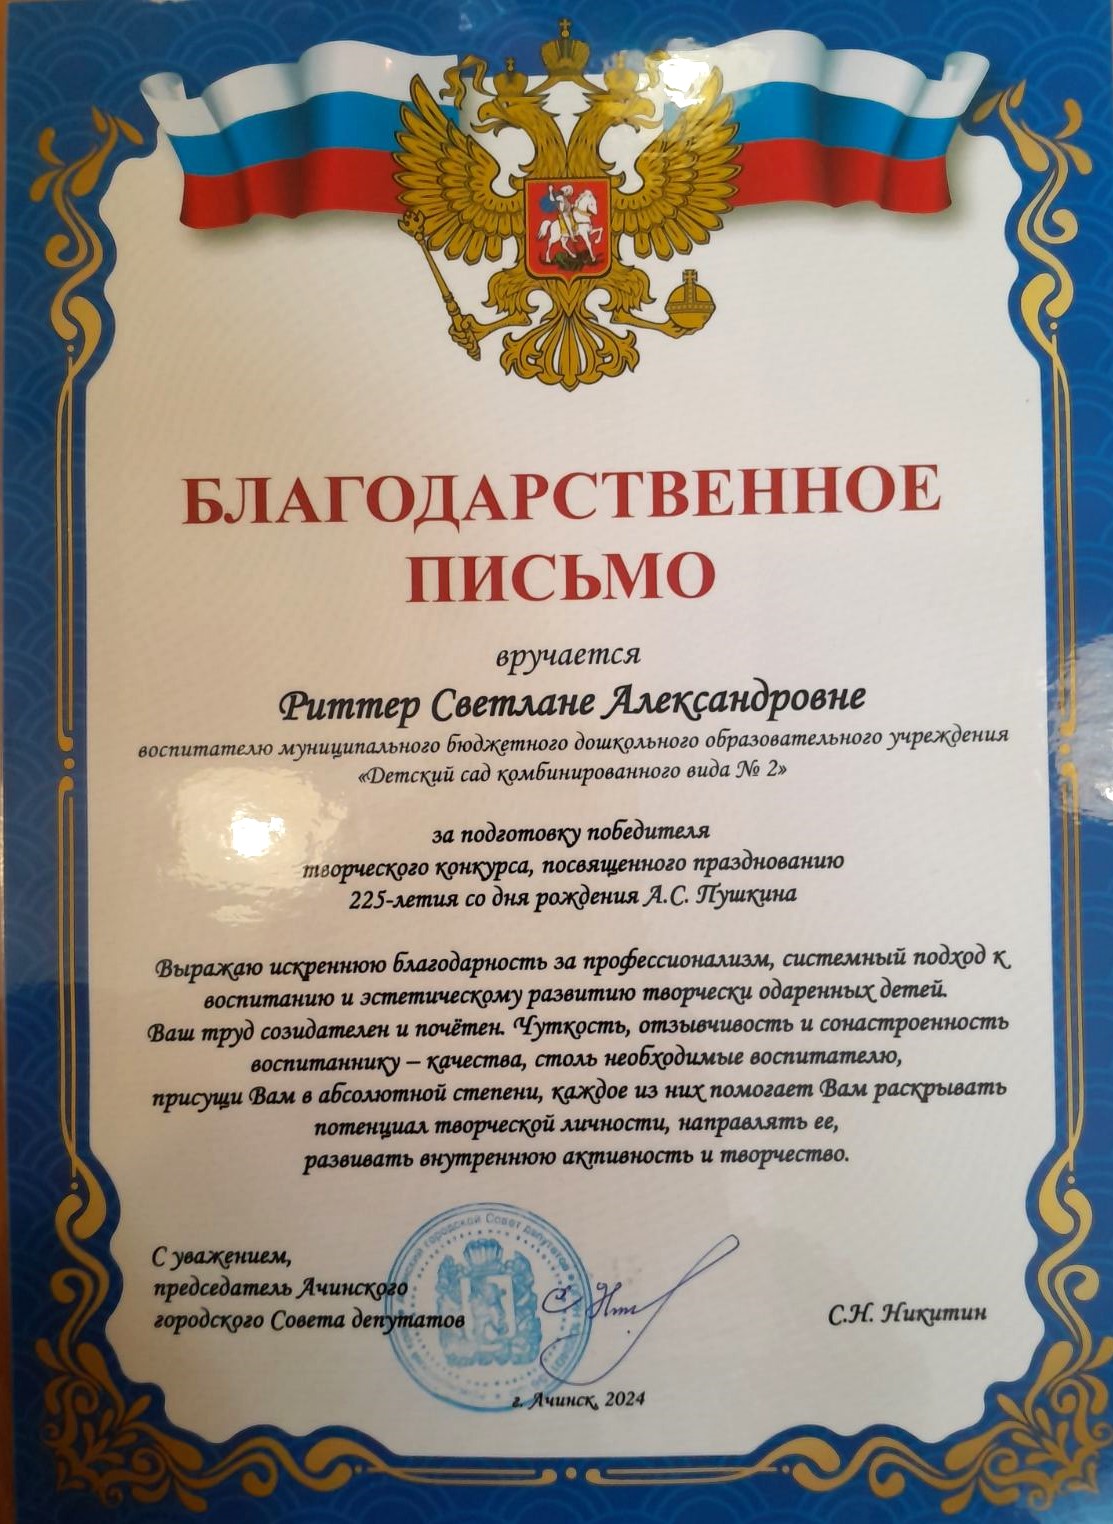 БЛАГОДАРСТВЕННОЕ
ПИСЬМО
вручается
Риттер Светлане Александровне
воспитателю муниципального бюджетного дошкольного образовательного учреждения
«Детский сад комбинированного вида № 2»
за подготовку победителя
творческого конкурса, посвященного празднованию
225-летия со дня рождения А.С. Пушкина
Выражаю искреннюю благодарность за профессионализм, системный подход к
воспитанию и эстетическому развитию творчески одаренных детей.
Ваш труд созидателен и почётен. Чуткость, отзывчивость и сонастроенность
воспитаннику – качества, столь необходимые воспитателю,
присущи Вам в абсолютной степени, каждое из них помогает Вам раскрывать
потенциал творческой личности, направлять ее,
развивать внутреннюю активность и творчество.
С уважением,
председатель Ачинского
городского Совета депутатов
С.Н. Никитин
городской Совет депутатов
г. Ачинск, 2024